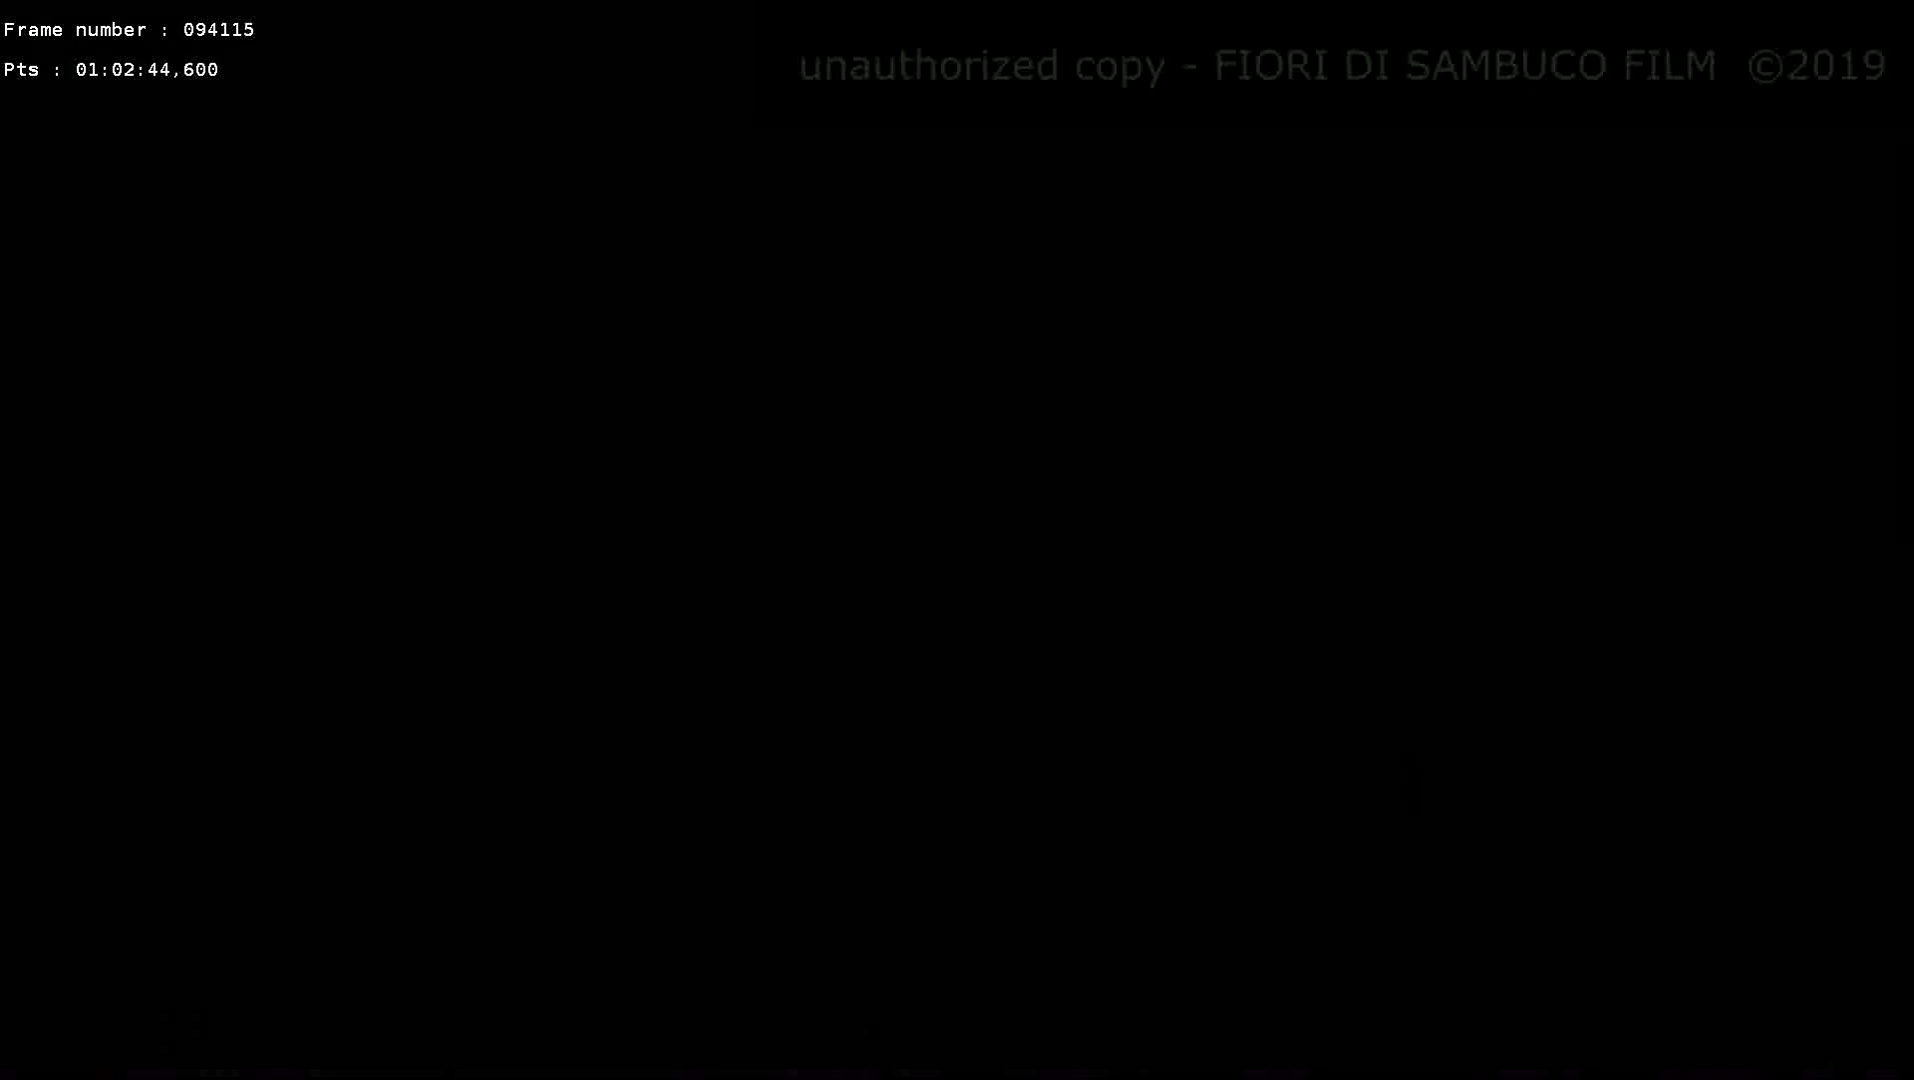 Frame number : 094115
unauthorized copy - FIORI DI SAMBUCO FILM ©2019
Pts : 01:02:44,600